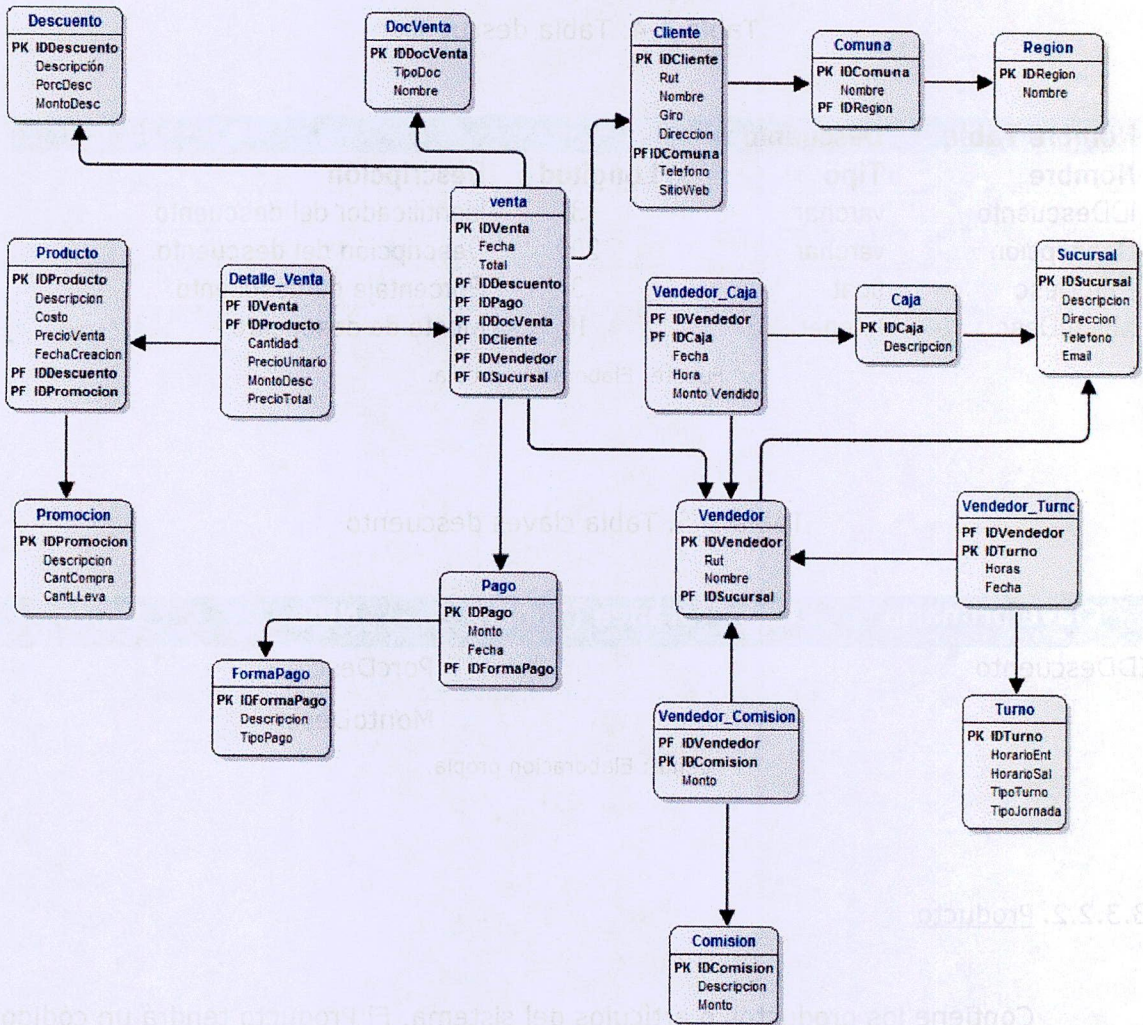 Descuento
PK IDDescuento
Descripción
PorcDesc
MontoDesc
DocVenta
PK IDDocVenta
TipoDoc
Nombre
Cliente
PK IDCliente
Rut
Nombre
Giro
Direccion
PF IDComuna
Telefono
SitioWeb
Comuna
PK IDComuna
Nombre
PF IDRegion
Region
PK IDRegion
Nombre
venta
PK IDVenta
Fecha
Total
PF IDDescuento
PF IDPago
PF IDDocVenta
PF IDCliente
PF IDVendedor
PF IDSucursal
Producto
PK IDProducto
Descripcion
Costo
PrecioVenta
FechaCreacion
PF IDDescuento
PF IDPromocion
Detalle_Venta
PF IDVenta
PF IDProducto
Cantidad
PrecioUnitario
MontoDesc
PrecioTotal
Vendedor_Caja
PF IDVendedor
PF IDCaja
Fecha
Hora
Monto Vendido
Caja
PK IDCaja
Descripcion
Sucursal
PK IDSucursal
Descripcion
Direccion
Telefono
Email
Promocion
PK IDPromocion
Descripcion
CantCompra
CantLLeva
Pago
PK IDPago
Monto
Fecha
PF IDFormaPago
FormaPago
PK IDFormaPago
Descripcion
TipoPago
Vendedor
PK IDVendedor
Rut
Nombre
PF IDSucursal
Vendedor_Turno
PF IDVendedor
PK IDTurno
Horas
Fecha
Vendedor_Comision
PF IDVendedor
PK IDComision
Monto
Turno
PK IDTurno
HorarioEnt
HorarioSal
TipoTurno
TipoJornada
Comision
PK IDComision
Descripcion
Monto
3.3.2.2. Producto